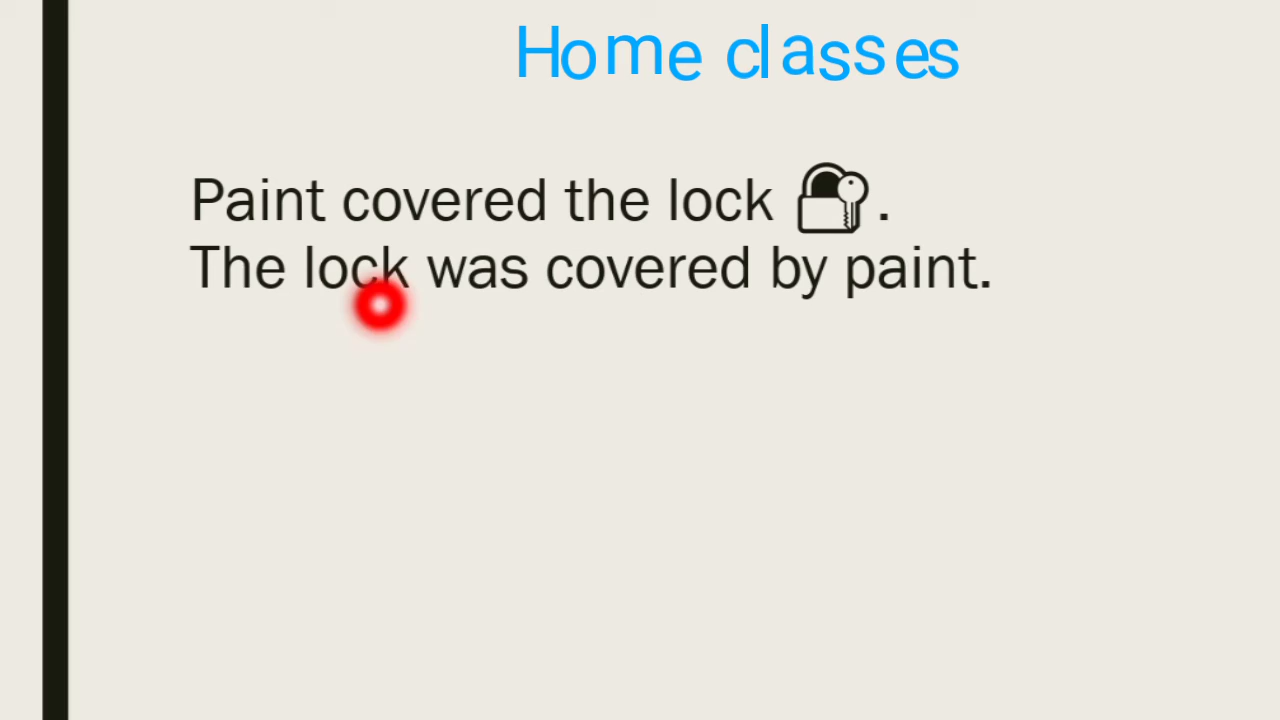 Home classes
Paint covered the lock 🔐.
The lock was covered by paint.